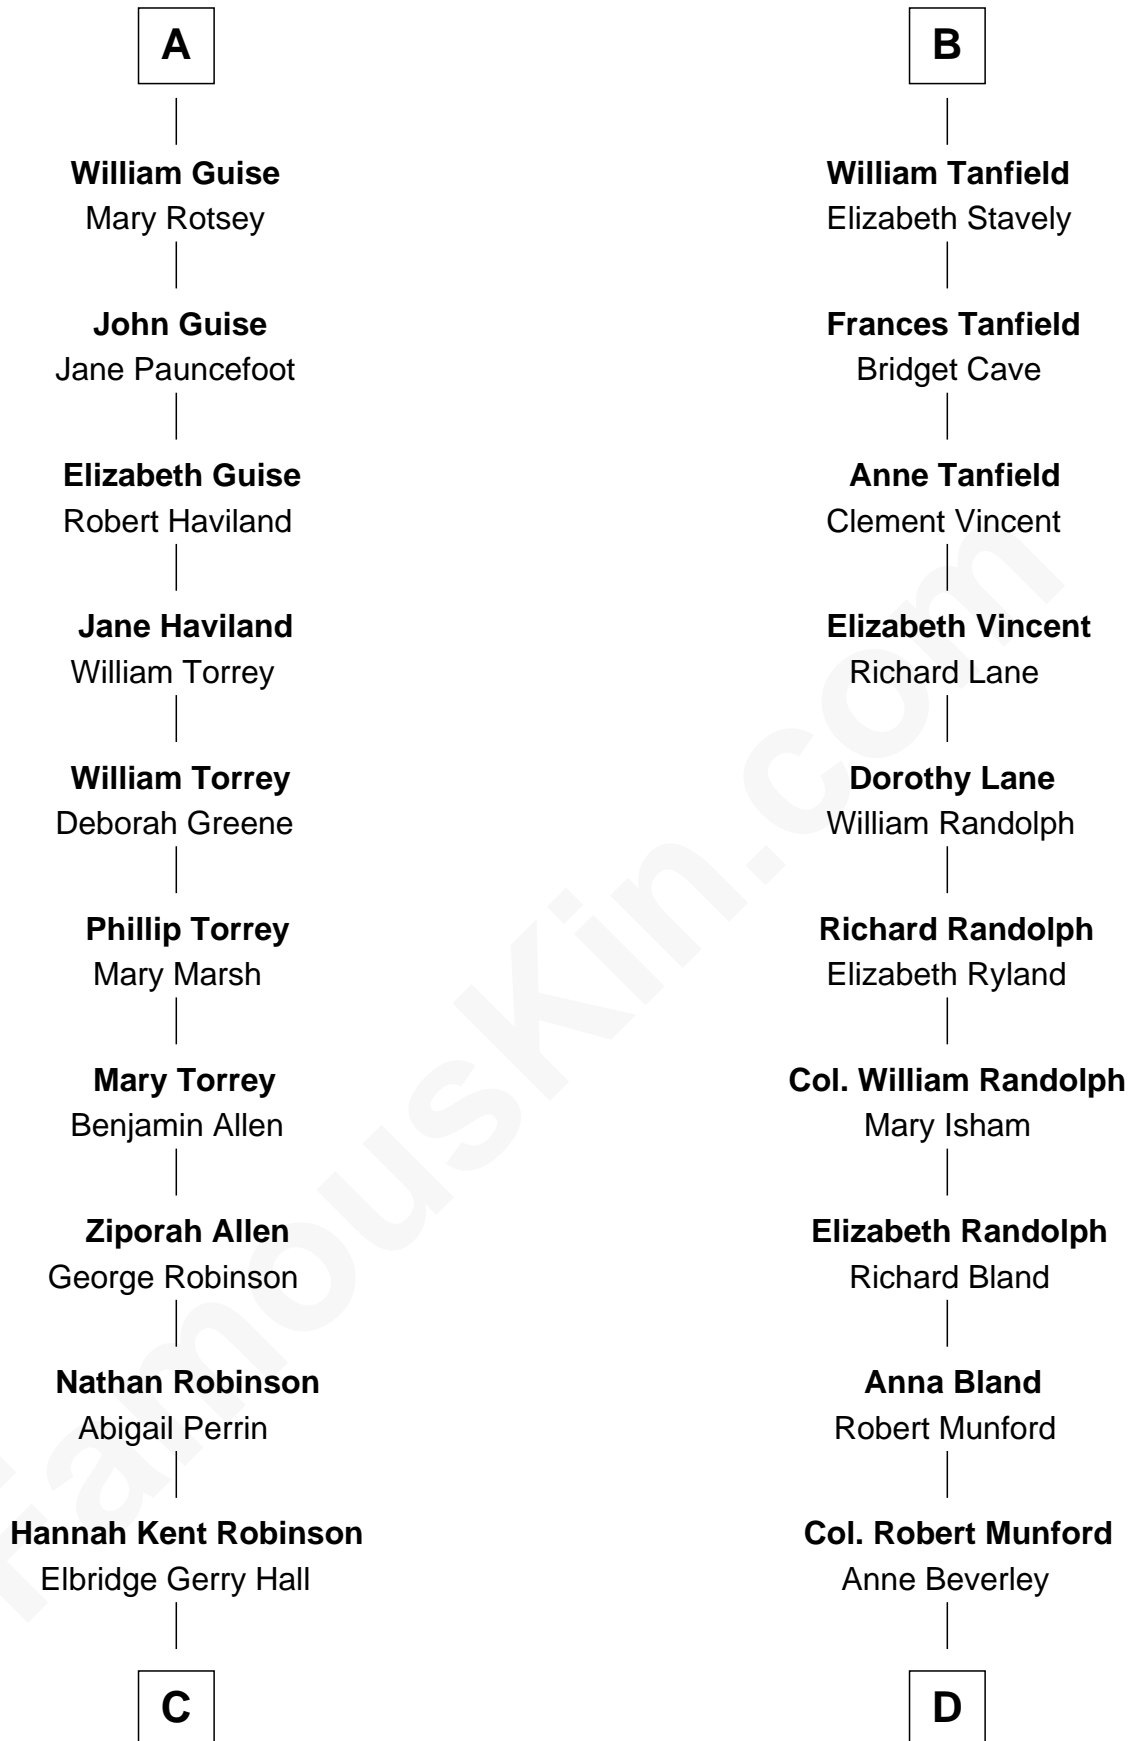 A
William Guise
Mary Rotsey
John Guise
Jane Pauncefoot
Elizabeth Guise
Robert Haviland
Jane Haviland
William Torrey
William Torrey
Deborah Greene
Phillip Torrey
Mary Marsh
Mary Torrey
Benjamin Allen
Ziporah Allen
George Robinson
Nathan Robinson
Abigail Perrin
Hannah Kent Robinson
Elbridge Gerry Hall
C
B
William Tanfield
Elizabeth Stavely
Frances Tanfield
Bridget Cave
Anne Tanfield
Clement Vincent
Elizabeth Vincent
Richard Lane
Dorothy Lane
William Randolph
Richard Randolph
Elizabeth Ryland
Col. William Randolph
Mary Isham
Elizabeth Randolph
Richard Bland
Anna Bland
Robert Munford
Col. Robert Munford
Anne Beverley
D
famouskin.com